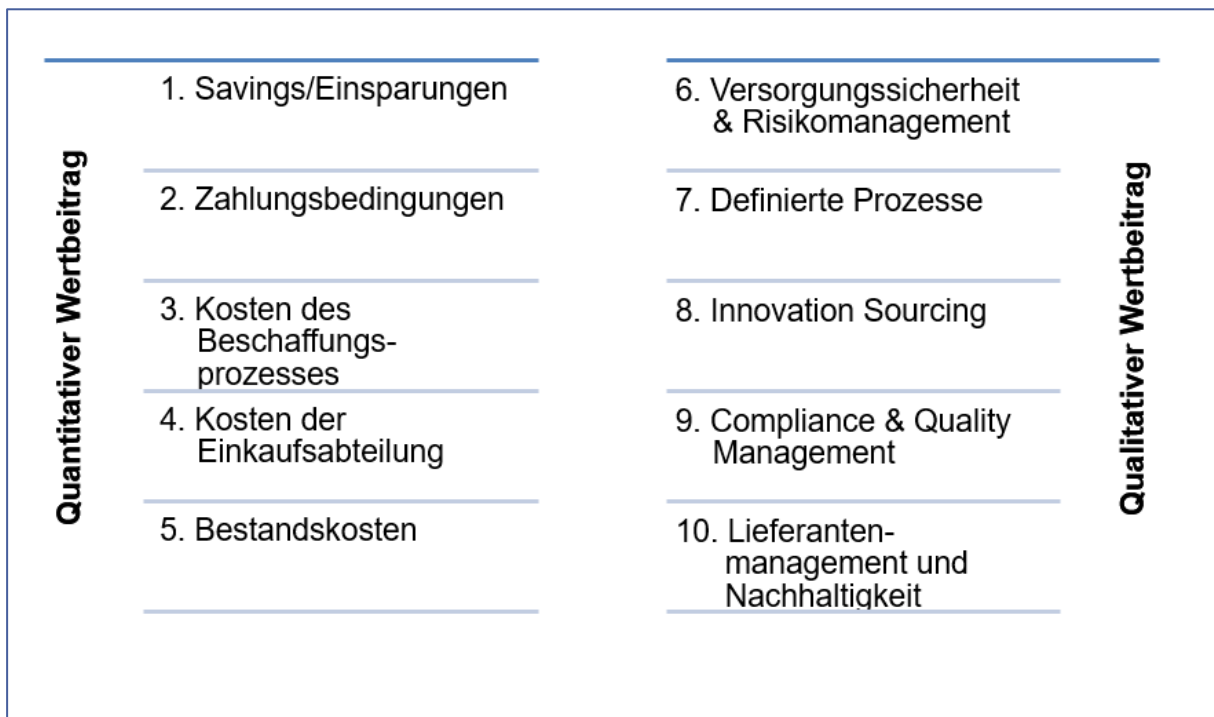 Quantitativer Wertbeitrag
1. Savings/Einsparungen
2. Zahlungsbedingungen
3. Kosten des
Beschaffungs-
prozesses
4. Kosten der
Einkaufsabteilung
5. Bestandskosten
6. Versorgungssicherheit
& Risikomanagement
7. Definierte Prozesse
8. Innovation Sourcing
9. Compliance & Quality
Management
10. Lieferanten-
management und
Nachhaltigkeit
Qualitativer Wertbeitrag